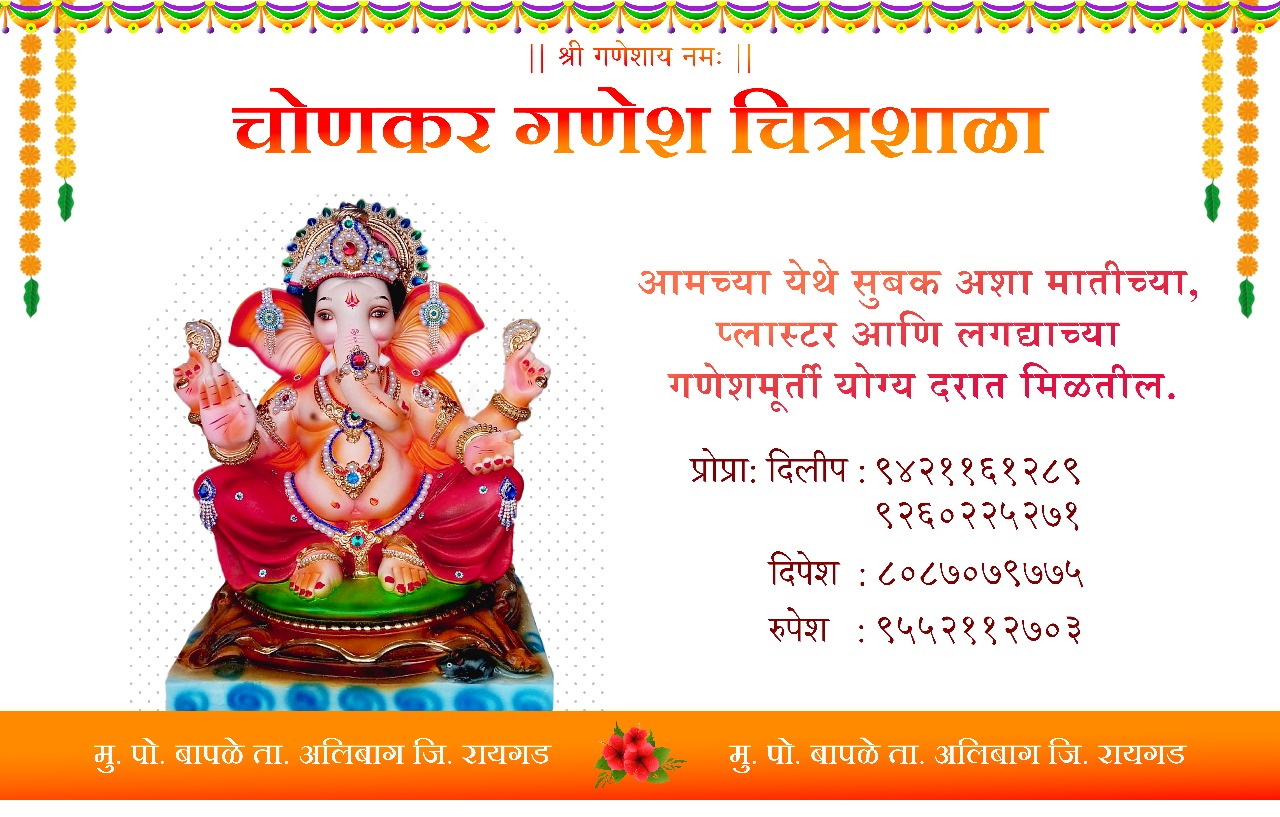 || श्री गणेशाय नमः ||
चोणकर गणेश चित्रशाळा
आमच्या येथे सुबक अशा मातीच्या,
प्लास्टर आणि लगद्याच्या
गणेशमूर्ती योग्य दरात मिळतील.
प्रोप्रा: दिलीप : ९४२११६१२८९
९२६०२२५२७१
दिपेश : ८०८७०७९७७५
रुपेश : ९५५२११२७०३
मु. पो. बापळे ता. अलिबाग जि. रायगड
मु. पो. बापळे ता. अलिबाग जि. रायगड